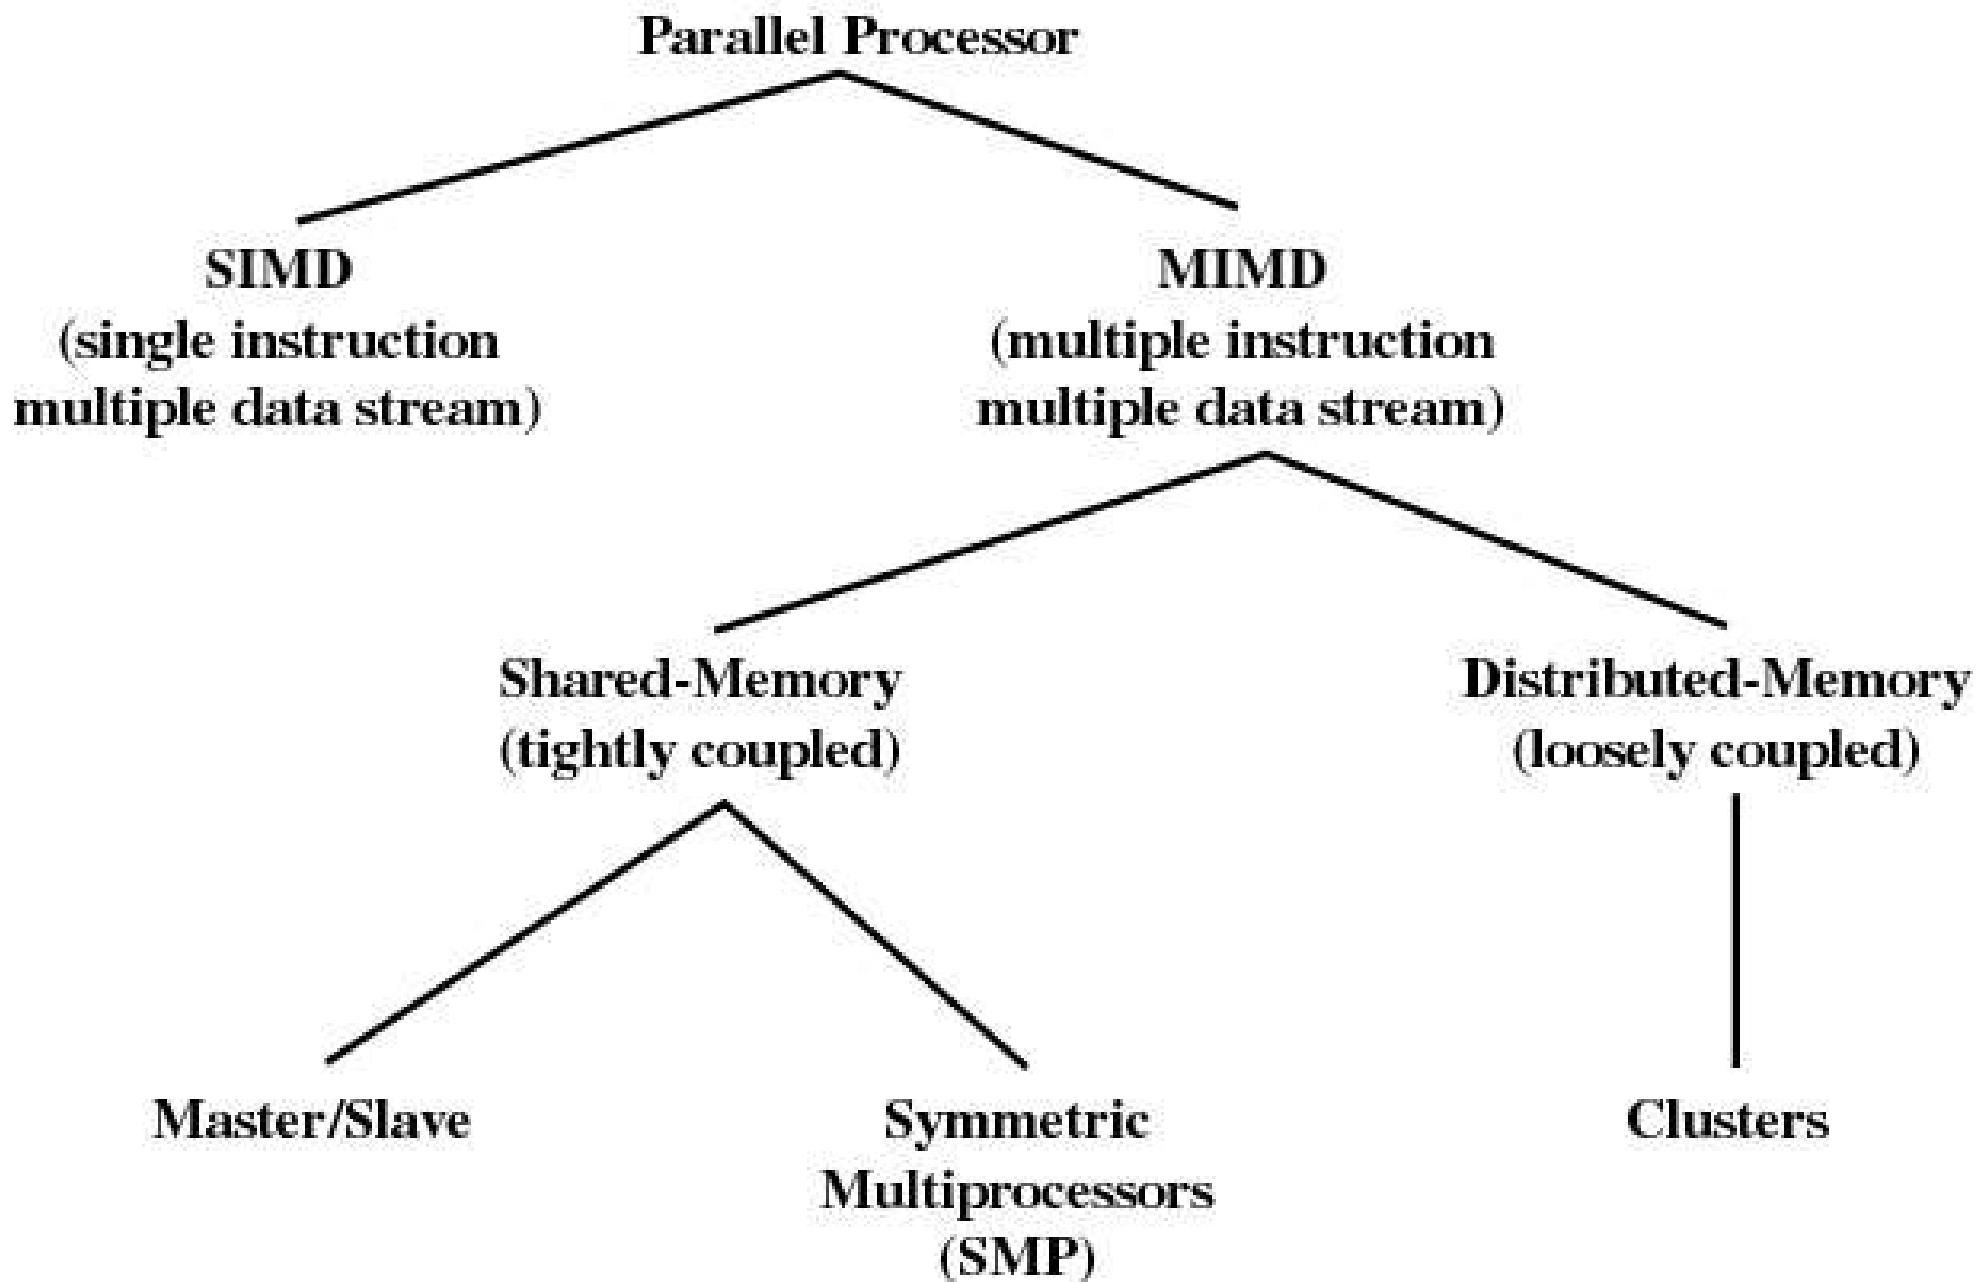 Parallel Processor
SIMD
(single instruction
multiple data stream)
MIMD
(multiple instruction
multiple data stream)
Shared-Memory
(tightly coupled)
Distributed-Memory
(loosely coupled)
Master/Slave
Symmetric
Multiprocessors
(SMP)
Clusters